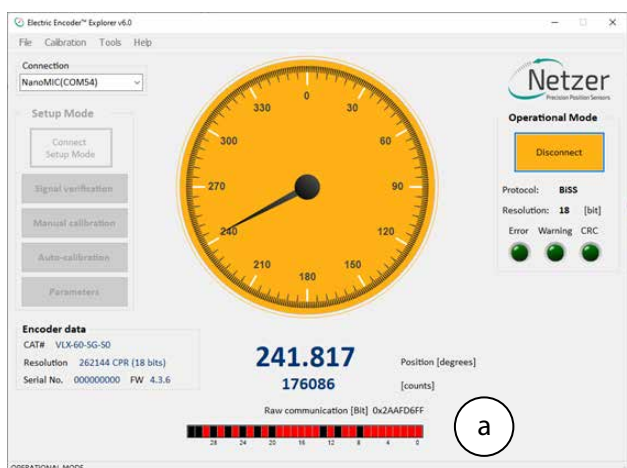 Electric Encoder™ Explorer v6.0
File Calibration Tools Help
Connection
NanoMIC(COM54)
Netzer
Precision Position Sensors
Setup Mode
Connect
Setup Mode
Signal verification
Manual calibration
Auto-calibration
Parameters
0
30
60
90
120
150
180
210
240
270
300
330
Operational Mode
Disconnect
Protocol: BiSS
Resolution: 18 [bit]
Error Warning CRC
Encoder data
CAT# VLX-60-SG-S0
Resolution 262144 CPR (18 bits)
Serial No. 000000000 FW 4.3.6
241.817 Position [degrees]
176086 [counts]
Raw communication [Bit] 0x2AAFD6FF
28 24 20 16 12 8 4 0
a
OPERATIONAL MODE